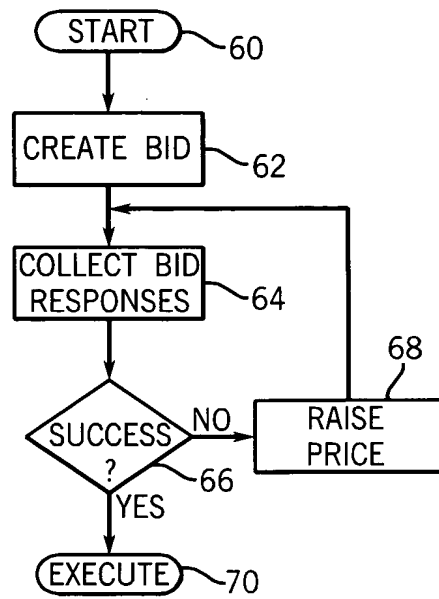 START
60
CREATE BID
62
COLLECT BID
RESPONSES
64
68
RAISE
PRICE
SUCCESS
?
NO
66
YES
EXECUTE
70